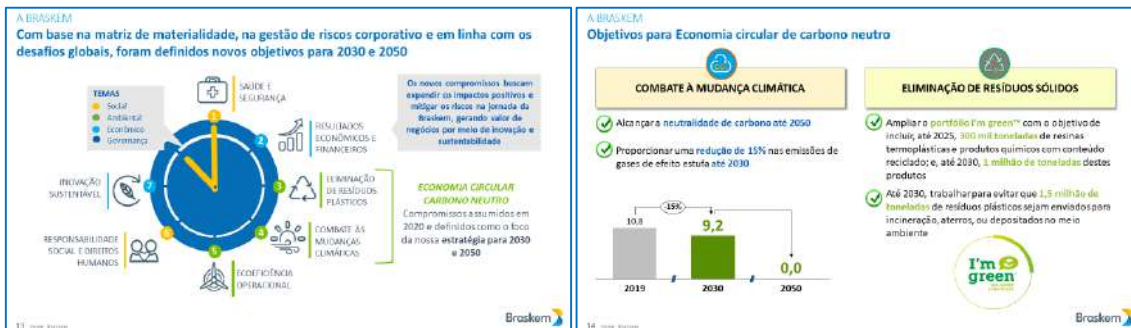 A BRASKEM
Com base na matriz de materialidade, na gestão de riscos corporativo e em linha com os
desafios globais, foram definidos novos objetivos para 2030 e 2050
TEMAS
Social
Ambiental
Econômico
Governança
1
SAÚDE E
SEGURANÇA
2
RESULTADOS
ECONÔMICOS E
FINANCEIROS
3
ELIMINAÇÃO
DE RESÍDUOS
PLÁSTICOS
4
COMBATE ÀS
MUDANÇAS
CLIMÁTICAS
5
ECOEFICIÊNCIA
OPERACIONAL
6
RESPONSABILIDADE
SOCIAL E DIREITOS
HUMANOS
7
INOVAÇÃO
SUSTENTÁVEL
Os novos compromissos buscam
expandir os impactos positivos e
mitigar os riscos na jornada da
Braskem, gerando valor de
negócios por meio de inovação e
sustentabilidade
ECONOMIA CIRCULAR
CARBONO NEUTRO
Compromissos assumidos em
2020 e definidos como o foco
da nossa estratégia para 2030
e 2050
13
Braskem
A BRASKEM
Objetivos para Economia circular de carbono neutro
COMBATE À MUDANÇA CLIMÁTICA
Alcançar a neutralidade de carbono até 2050
Proporcionar uma redução de 15% nas emissões de
gases de efeito estufa até 2030
-15%
10,8
9,2
0,0
2019
2030
2050
ELIMINAÇÃO DE RESÍDUOS SÓLIDOS
Ampliar o portfólio I'm green™ com o objetivo de
incluir, até 2025, 300 mil toneladas de resinas
termoplásticas e produtos químicos com conteúdo
reciclado; e, até 2030, 1 milhão de toneladas destes
produtos
Até 2030, trabalhar para evitar que 1,5 milhão de
toneladas de resíduos plásticos sejam enviados para
incineração, aterros, ou depositados no meio
ambiente
I'm
green
14
Braskem